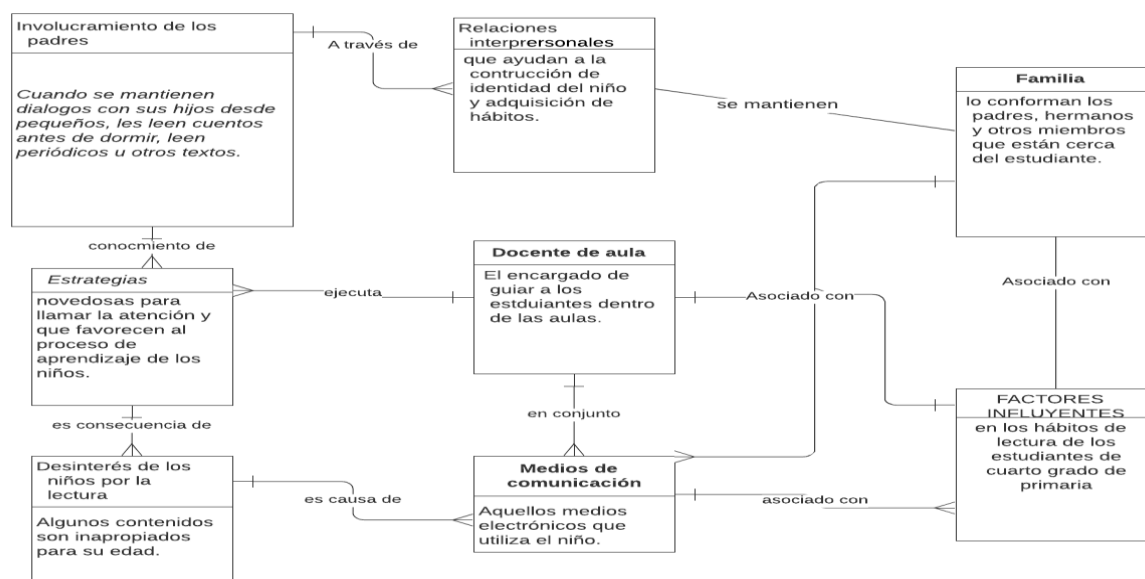 Involucramiento de los
padres
Cuando se mantienen
dialogos con sus hijos desde
pequeños, les leen cuentos
antes de dormir, leen
periódicos u otros textos.
A través de
Relaciones
interprersonales
que ayudan a la
contrucción de
identidad del niño
y adquisición de
hábitos.
se mantienen
Familia
lo conforman los
padres, hermanos
y otros miembros
que están cerca
del estudiante.
conocmiento de
Estrategias
novedosas para
llamar la atención y
que favorecen al
proceso de
aprendizaje de los
niños.
ejecuta
Docente de aula
El encargado de
guiar a los
estduiantes dentro
de las aulas.
Asociado con
Asociado con
es consecuencia de
en conjunto
FACTORES
INFLUYENTES
en los hábitos de
lectura de los
estudiantes de
cuarto grado de
primaria
Desinterés de los
niños por la
lectura
Algunos contenidos
son inapropiados
para su edad.
es causa de
Medios de
comunicación
Aquellos medios
electrónicos que
utiliza el niño.
asociado con